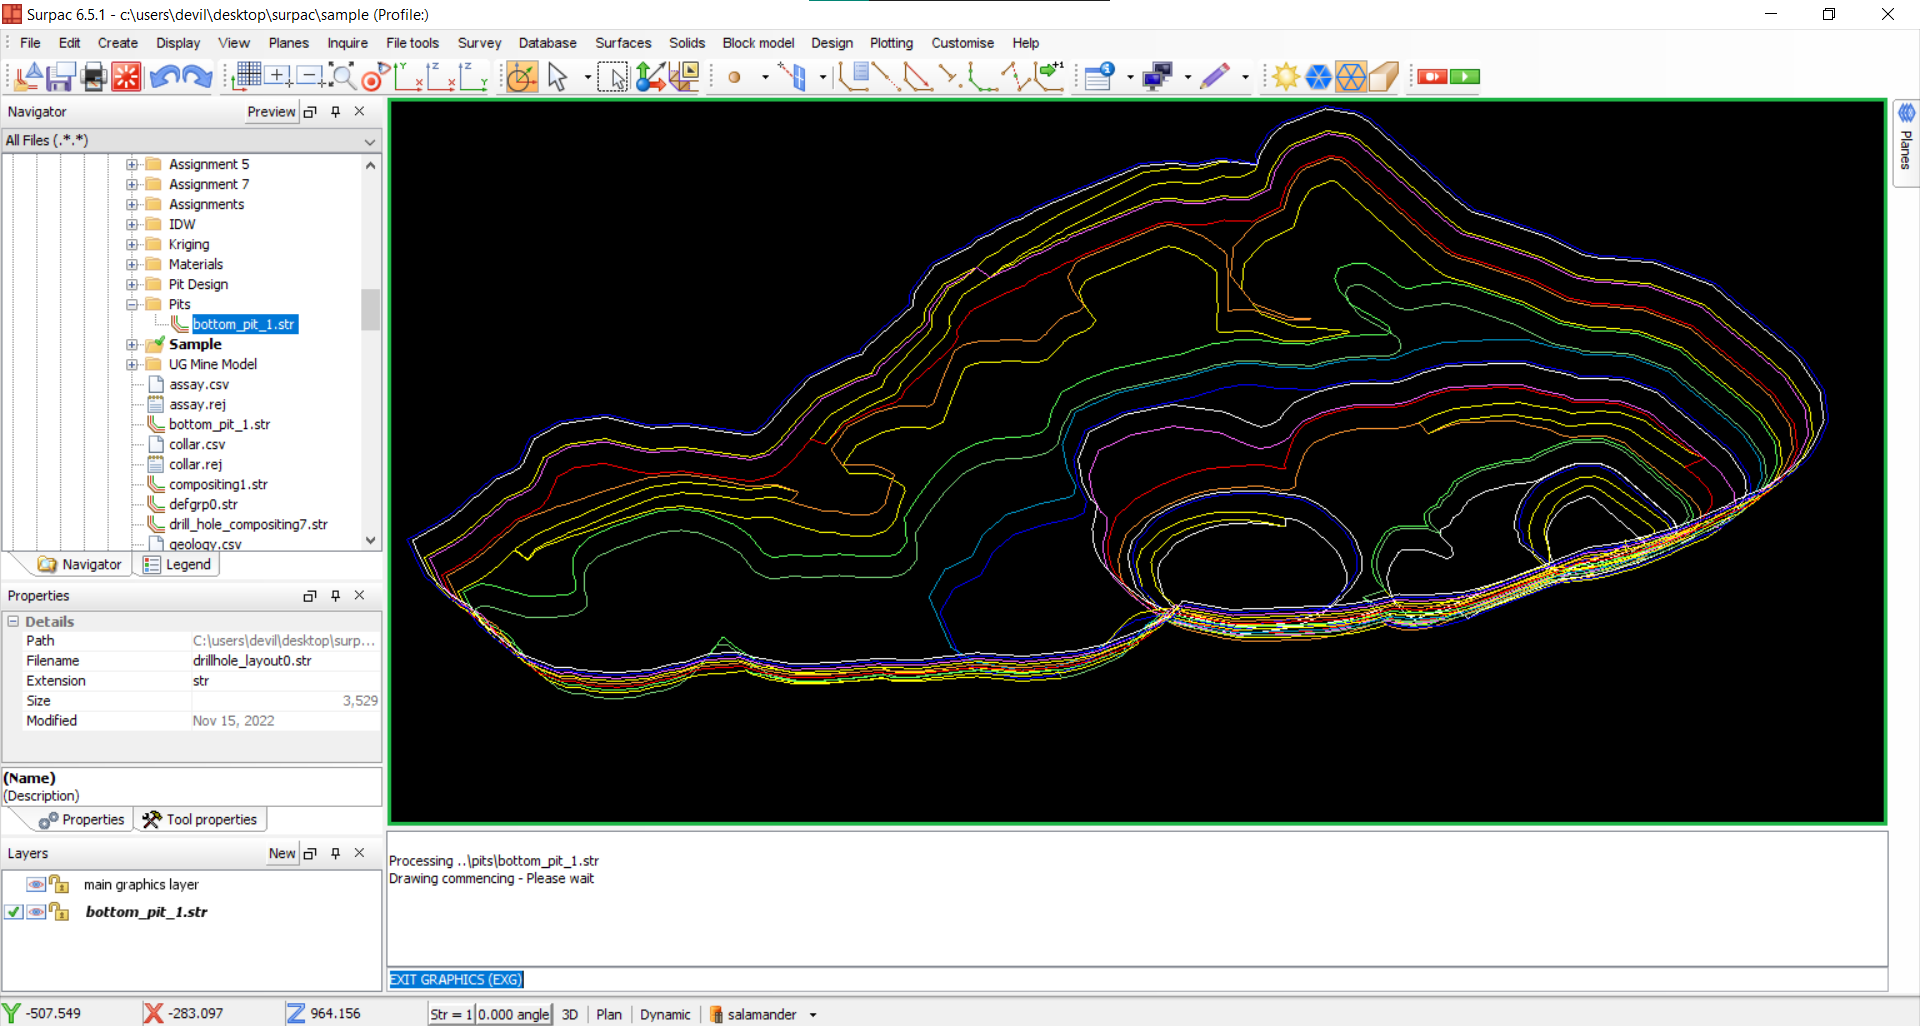 Surpac 6.5.1 - c:\users\devil\desktop\surpac\sample (Profile:)
File Edit Create Display View Planes Inquire File tools Survey Database Surfaces Solids Block model Design Plotting Customise Help
Navigator Preview
All Files (.*.*)
Assignment 5
Assignment 7
Assignments
IDW
Kriging
Materials
Pit Design
Pits
bottom_pit_1.str
Sample
UG Mine Model
assay.csv
assay.rej
bottom_pit_1.str
collar.csv
collar.rej
compositing1.str
defgrp0.str
drill_hole_compositing7.str
geology.csv
Navigator Legend
Properties
Details
Path C:\users\devil\desktop\surp...
Filename drillhole_layout0.str
Extension str
Size 3,529
Modified Nov 15, 2022
(Name)
(Description)
Properties Tool properties
Layers New
main graphics layer
bottom_pit_1.str
Planes
Processing ..\pits\bottom_pit_1.str
Drawing commencing - Please wait
EXIT GRAPHICS (EXG)
Y -507.549 X -283.097 Z 964.156 Str = 1 0.000 angle 3D Plan Dynamic salamander